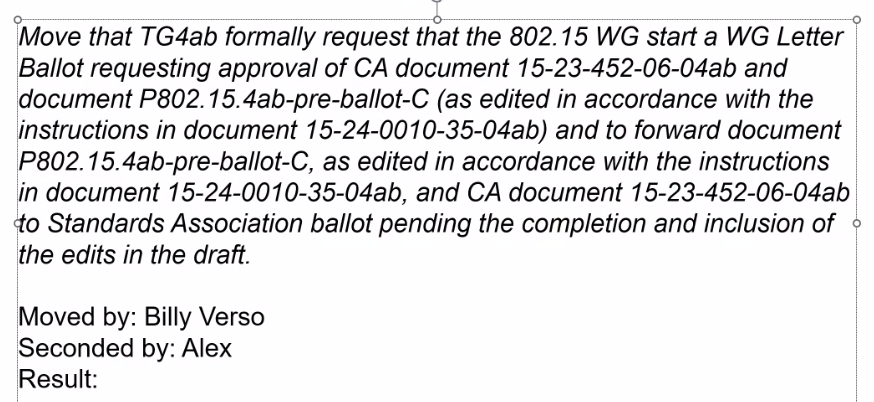 Move that TG4ab formally request that the 802.15 WG start a WG Letter
Ballot requesting approval of CA document 15-23-452-06-04ab and
document P802.15.4ab-pre-ballot-C (as edited in accordance with the
instructions in document 15-24-0010-35-04ab) and to forward document
P802.15.4ab-pre-ballot-C, as edited in accordance with the instructions
in document 15-24-0010-35-04ab, and CA document 15-23-452-06-04ab
to Standards Association ballot pending the completion and inclusion of
the edits in the draft.
Moved by: Billy Verso
Seconded by: Alex
Result: